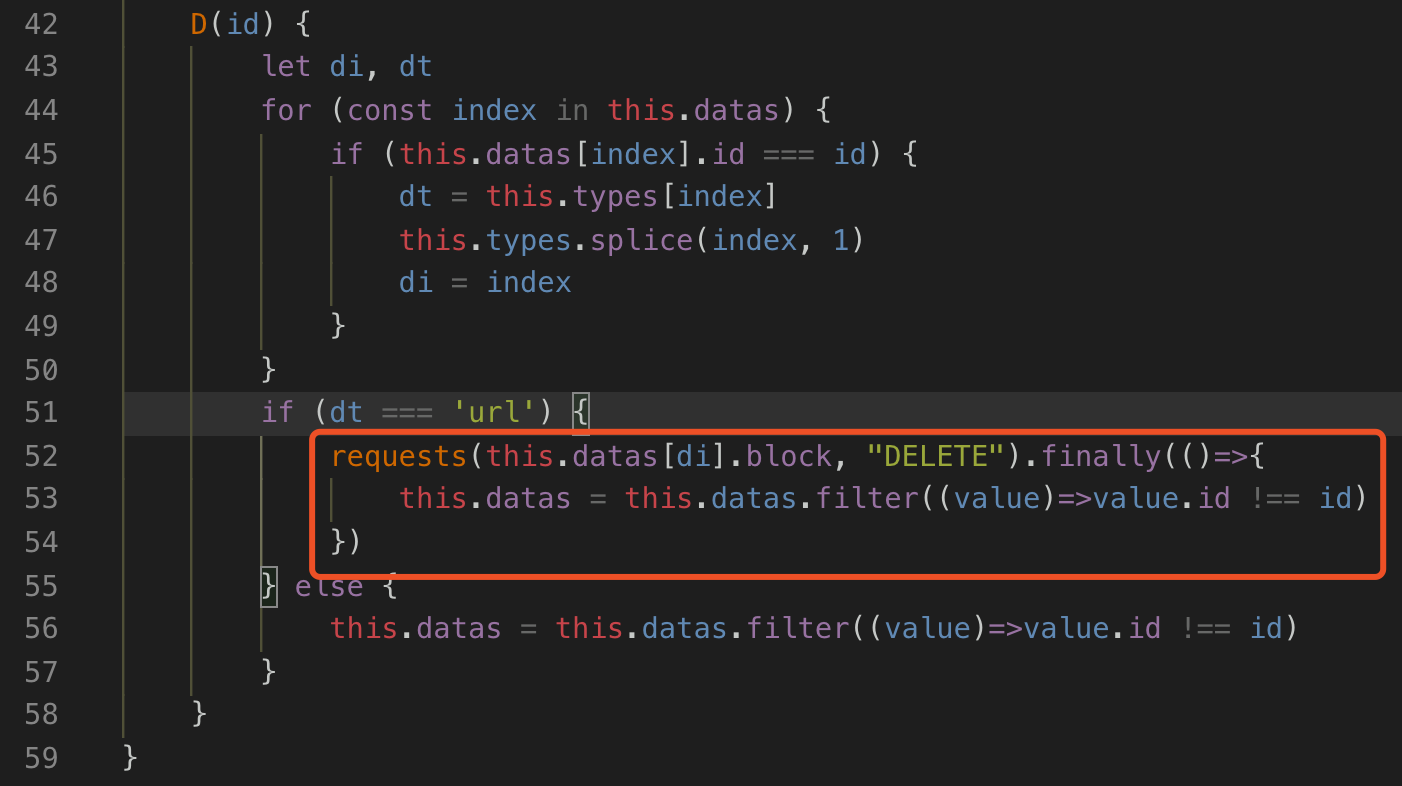 42 D(id) {
43 let di, dt
44 for (const index in this.datas) {
45 if (this.datas[index].id === id) {
46 dt = this.types[index]
47 this.types.splice(index, 1)
48 di = index
49 }
50 }
51 if (dt === 'url') {
52 requests(this.datas[di].block, "DELETE").finally(()=>{
53 this.datas = this.datas.filter((value)=>value.id !== id)
54 })
55 } else {
56 this.datas = this.datas.filter((value)=>value.id !== id)
57 }
58 }
59 }